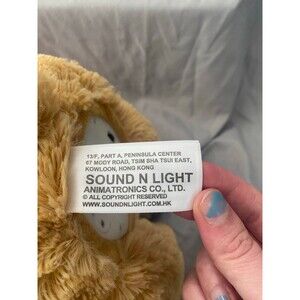 13/F, PART A, PENINSULA CENTER
67 MODY ROAD, TSIM SHA TSUI EAST,
KOWLOON, HONG KONG
SOUND N LIGHT
ANIMATRONICS CO., LTD.
© ALL COPYRIGHT RESERVED
WWW.SOUNDNLIGHT.COM.HK